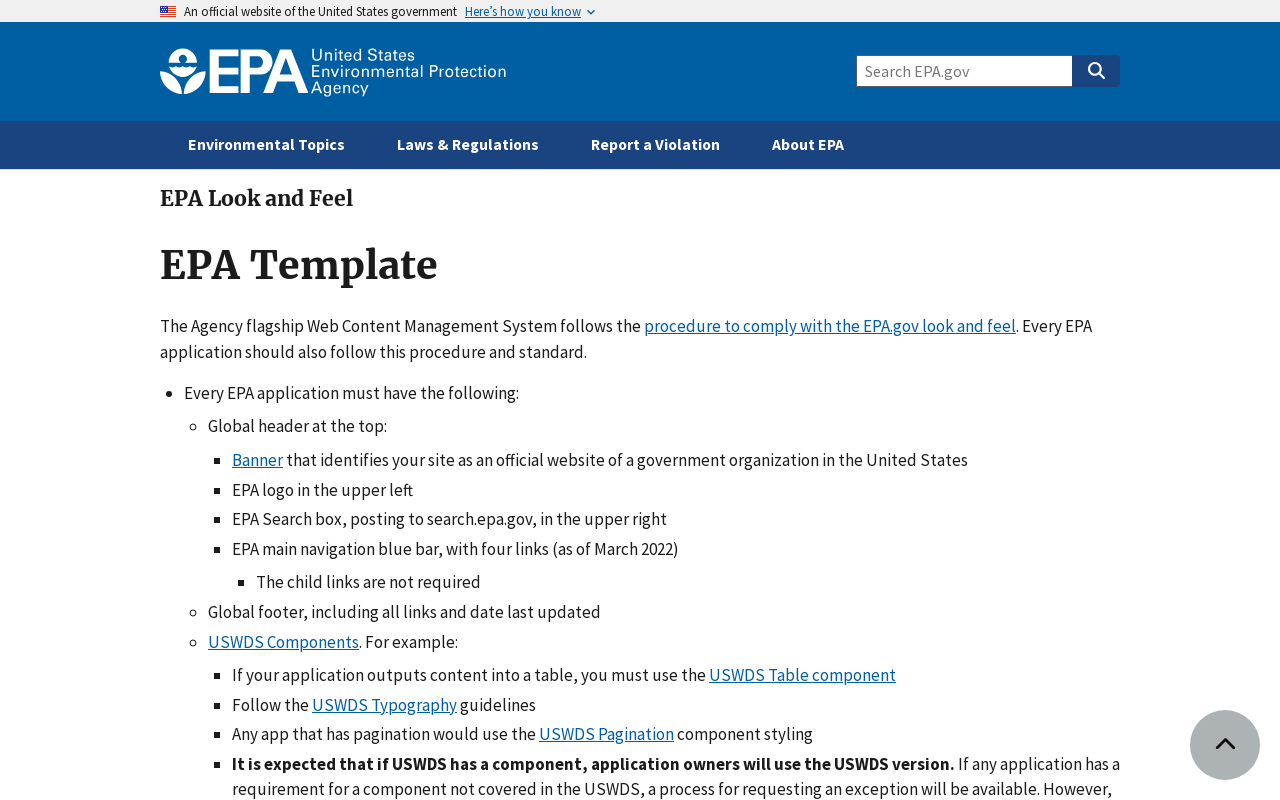 An official website of the United States government Here’s how you know
EPA United States
Environmental Protection
Agency
Search EPA.gov
Environmental Topics Laws & Regulations Report a Violation About EPA
EPA Look and Feel
EPA Template
The Agency flagship Web Content Management System follows the procedure to comply with the EPA.gov look and feel. Every EPA
application should also follow this procedure and standard.
Every EPA application must have the following:
Global header at the top:
Banner that identifies your site as an official website of a government organization in the United States
EPA logo in the upper left
EPA Search box, posting to search.epa.gov, in the upper right
EPA main navigation blue bar, with four links (as of March 2022)
The child links are not required
Global footer, including all links and date last updated
USWDS Components. For example:
If your application outputs content into a table, you must use the USWDS Table component
Follow the USWDS Typography guidelines
Any app that has pagination would use the USWDS Pagination component styling
It is expected that if USWDS has a component, application owners will use the USWDS version. If any application has a
requirement for a component not covered in the USWDS, a process for requesting an exception will be available. However,